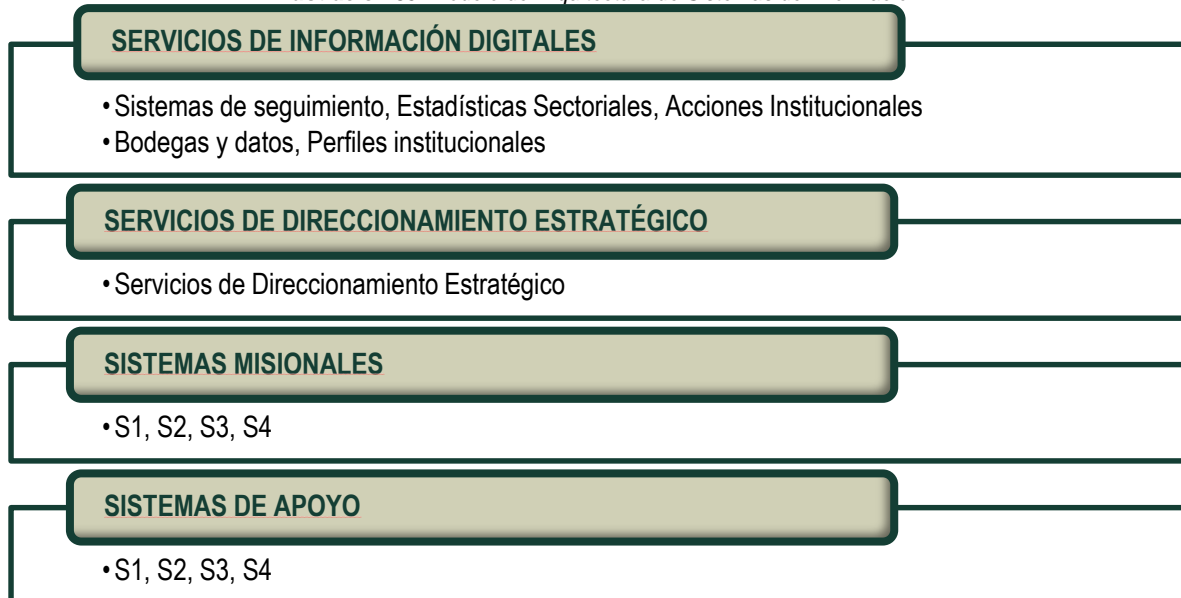 SERVICIOS DE INFORMACIÓN DIGITALES
• Sistemas de seguimiento, Estadísticas Sectoriales, Acciones Institucionales
• Bodegas y datos, Perfiles institucionales
SERVICIOS DE DIRECCIONAMIENTO ESTRATÉGICO
• Servicios de Direccionamiento Estratégico
SISTEMAS MISIONALES
• S1, S2, S3, S4
SISTEMAS DE APOYO
• S1, S2, S3, S4